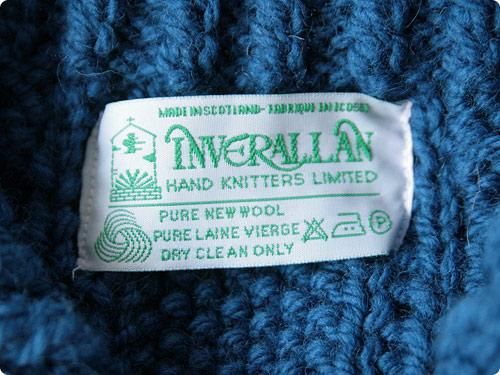 MADE IN SCOTLAND - FABRIQUE EN ECOSSE
INVERALLAN
HAND KNITTERS LIMITED
PURE NEW WOOL
PURE LAINE VIERGE
DRY CLEAN ONLY
P